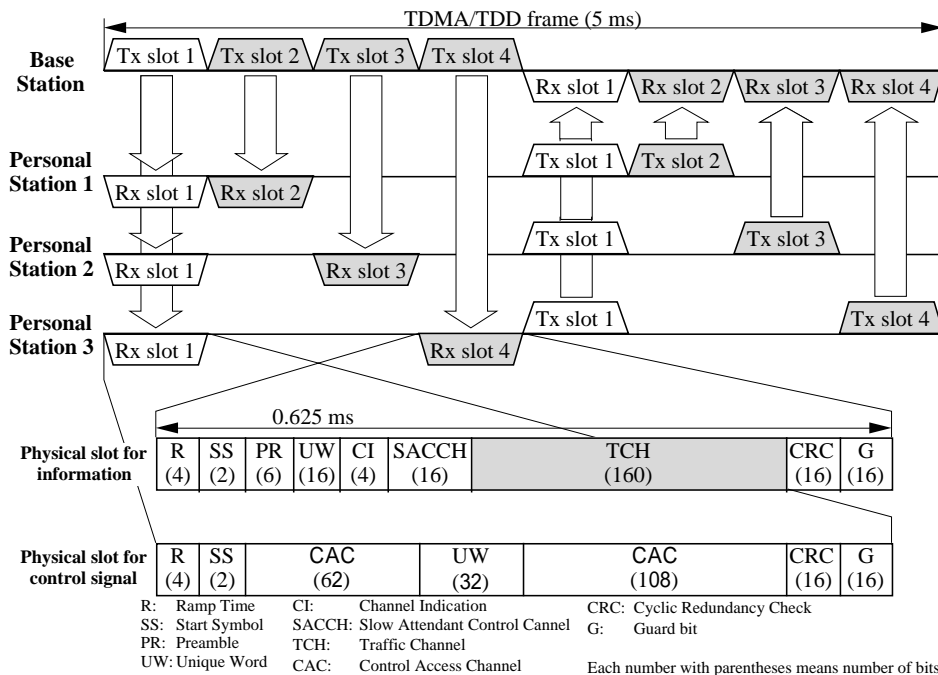 TDMA/TDD frame (5 ms)
Base Station
Tx slot 1 Tx slot 2 Tx slot 3 Tx slot 4
Rx slot 1 Rx slot 2 Rx slot 3 Rx slot 4
Personal Station 1
Tx slot 1 Tx slot 2
Rx slot 1 Rx slot 2
Personal Station 2
Tx slot 1 Tx slot 3
Rx slot 1 Rx slot 3
Personal Station 3
Tx slot 1 Tx slot 4
Rx slot 1 Rx slot 4
0.625 ms
Physical slot for information
R (4) SS (2) PR (6) UW (16) CI (4) SACCH (16) TCH (160) CRC (16) G (16)
Physical slot for control signal
R (4) SS (2) CAC (62) UW (32) CAC (108) CRC (16) G (16)
R: Ramp Time
SS: Start Symbol
PR: Preamble
UW: Unique Word
CI: Channel Indication
SACCH: Slow Attendant Control Cannel
TCH: Traffic Channel
CAC: Control Access Channel
CRC: Cyclic Redundancy Check
G: Guard bit
Each number with parentheses means number of bits